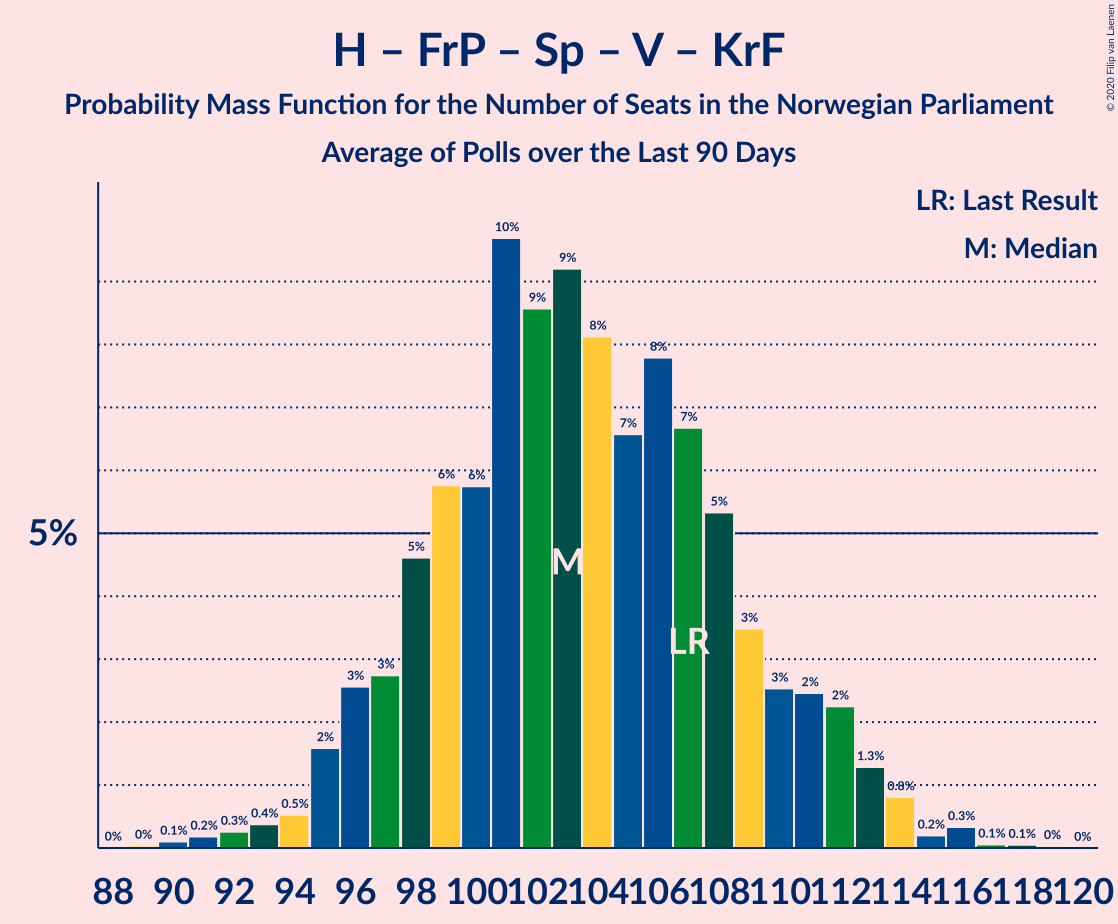 H – FrP – Sp – V – KrF
Probability Mass Function for the Number of Seats in the Norwegian Parliament
Average of Polls over the Last 90 Days
© 2020 Filip van Laenen
LR: Last Result
M: Median
5%
0% 0% 0.1% 0.2% 0.3% 0.4% 0.5% 2% 3% 3% 5% 6% 6% 10% 9% 9% 8% 7% 8% 7% 5% 3% 3% 2% 2% 1.3% 0.8% 0.2% 0.3% 0.1% 0.1% 0% 0%
M
LR
88 90 92 94 96 98 100 102 104 106 108 110 112 114 116 118 120